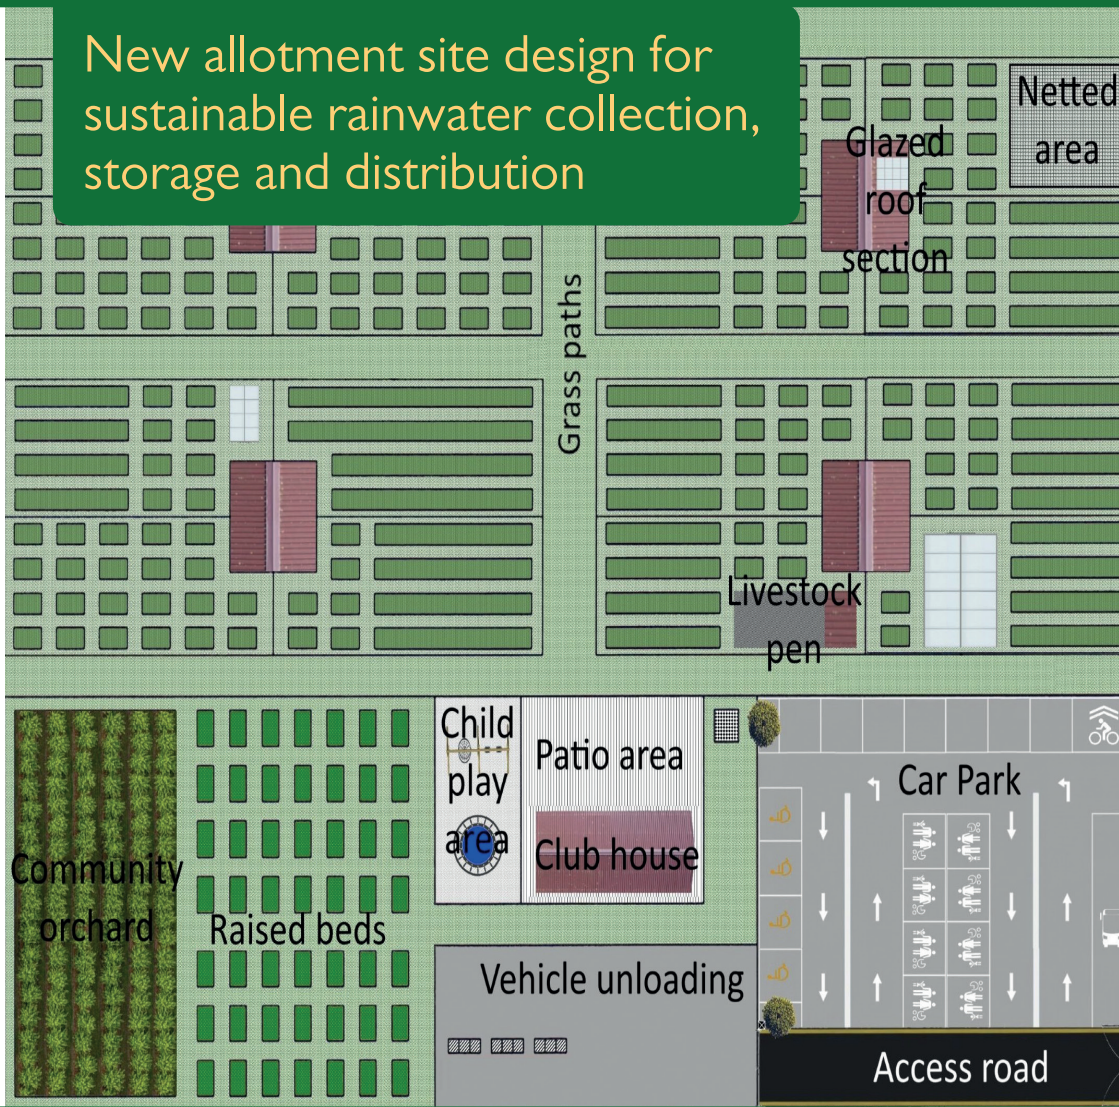 New allotment site design for
sustainable rainwater collection,
storage and distribution
Netted
area
Glazed
roof
section
Grass paths
Livestock
pen
Child
play
area
Patio area
Club house
Car Park
Community
orchard
Raised beds
Vehicle unloading
Access road